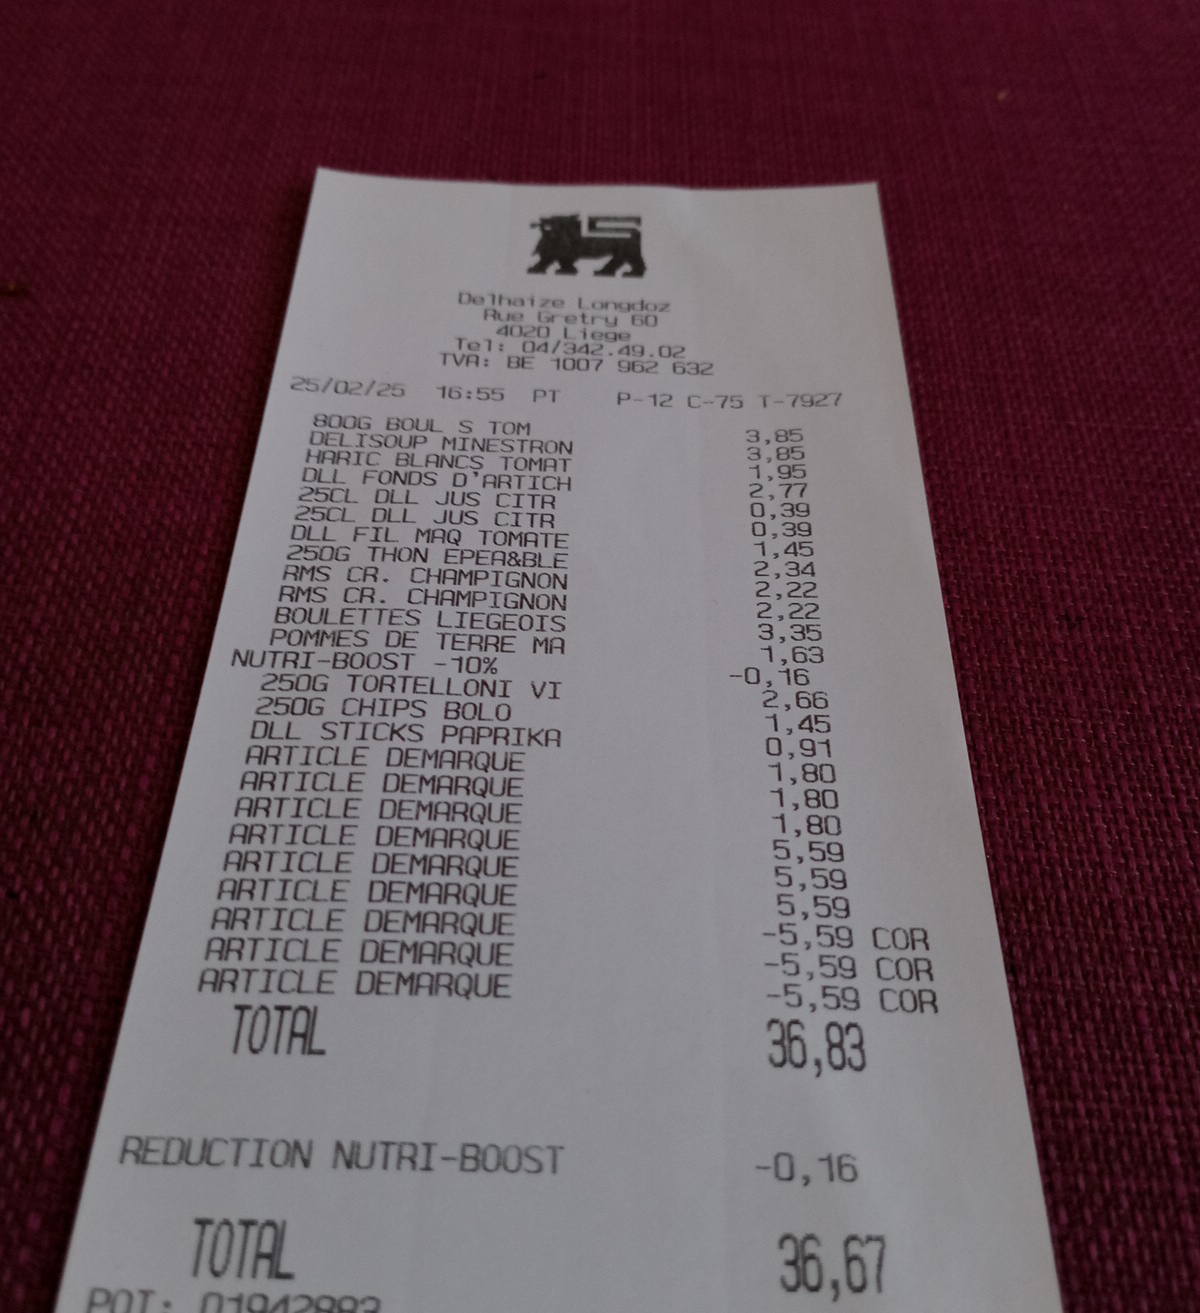 Delhaize Longdoz
Rue Gretry 60
4020 Liege
Tel: 04/342.49.02
TVA: BE 1007 962 632
25/02/25 16:55 PT P-12 C-75 T-7927
800G BOUL S TOM 3,85
DELISOUP MINESTRON 3,85
HARIC BLANCS TOMAT 1,95
DLL FONDS D'ARTICH 2,77
25CL DLL JUS CITR 0,39
25CL DLL JUS CITR 0,39
DLL FIL MAQ TOMATE 1,45
250G THON EPEA&BLE 2,34
RMS CR. CHAMPIGNON 2,22
RMS CR. CHAMPIGNON 2,22
BOULETTES LIEGEOIS 3,35
POMMES DE TERRE MA 1,63
NUTRI-BOOST -10% -0,16
250G TORTELLONI VI 2,66
250G CHIPS BOLO 1,45
DLL STICKS PAPRIKA 0,91
ARTICLE DEMARQUE 1,80
ARTICLE DEMARQUE 1,80
ARTICLE DEMARQUE 1,80
ARTICLE DEMARQUE 5,59
ARTICLE DEMARQUE 5,59
ARTICLE DEMARQUE 5,59
ARTICLE DEMARQUE -5,59 COR
ARTICLE DEMARQUE -5,59 COR
ARTICLE DEMARQUE -5,59 COR
TOTAL 36,83
REDUCTION NUTRI-BOOST -0,16
TOTAL 36,67
POI: 01942883